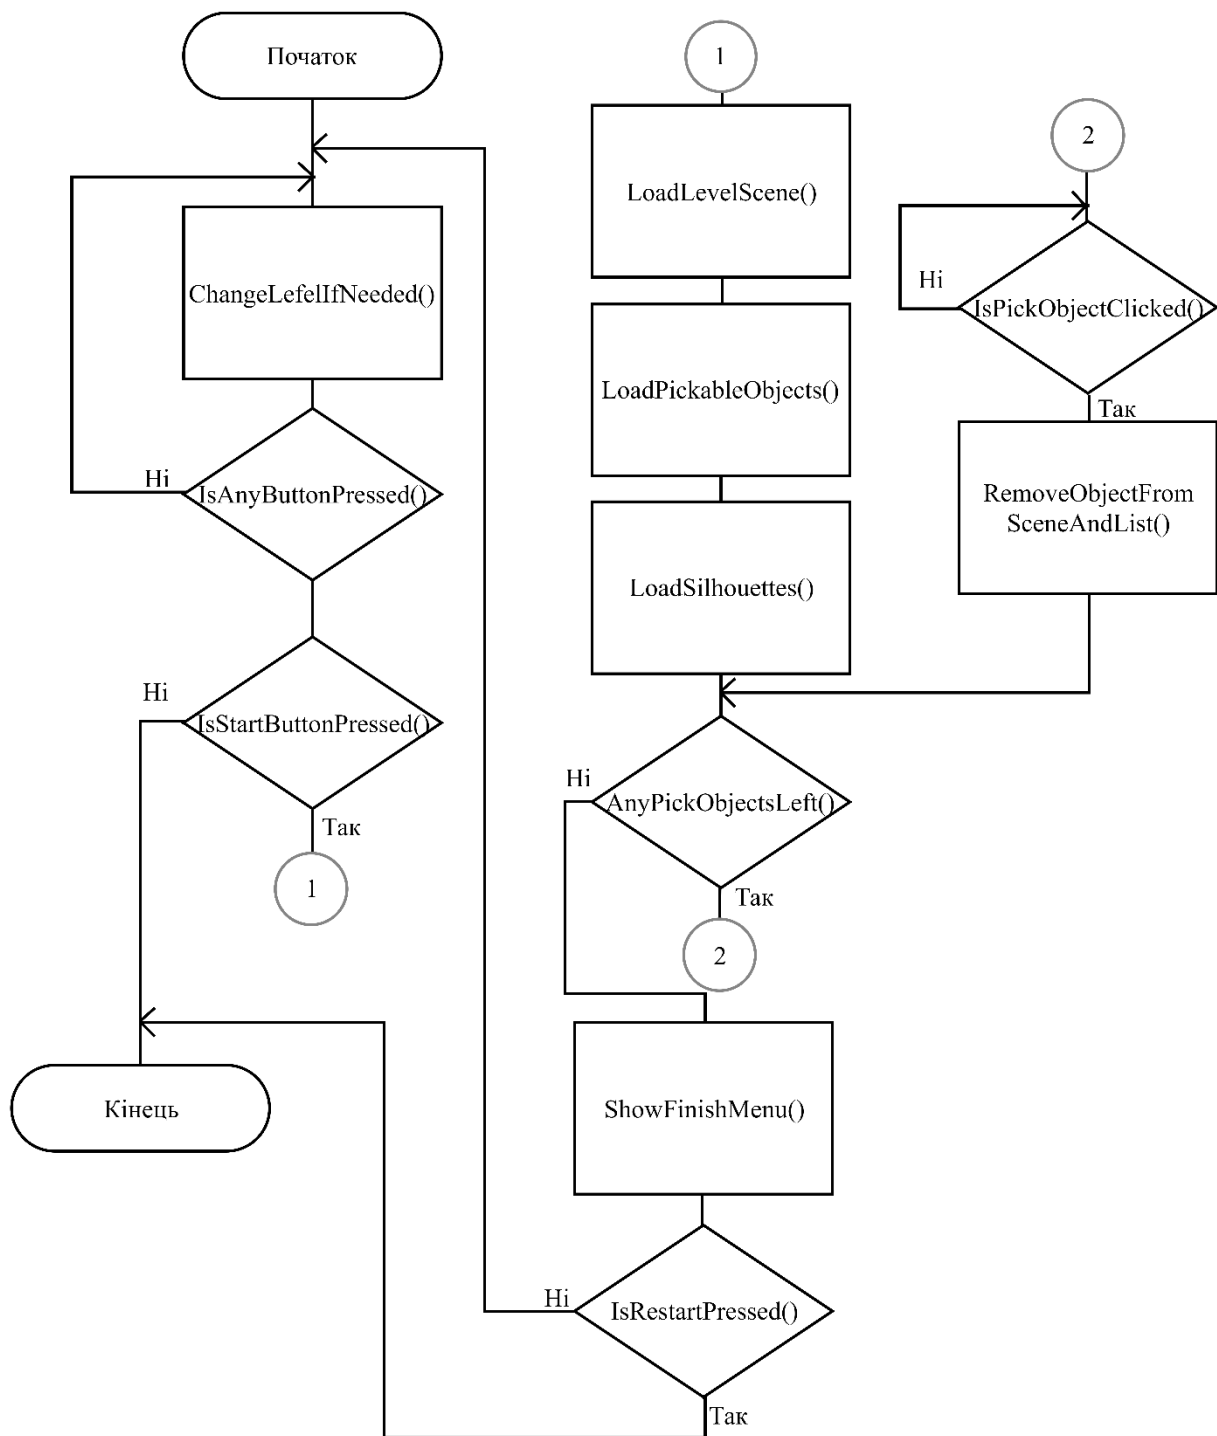 Початок
ChangeLefelIfNeeded()
Ні
IsAnyButtonPressed()
Ні
IsStartButtonPressed()
Так
1
Кінець
1
LoadLevelScene()
LoadPickableObjects()
LoadSilhouettes()
Ні
AnyPickObjectsLeft()
Так
2
ShowFinishMenu()
Ні
IsRestartPressed()
Так
2
Ні
IsPickObjectClicked()
Так
RemoveObjectFrom
SceneAndList()